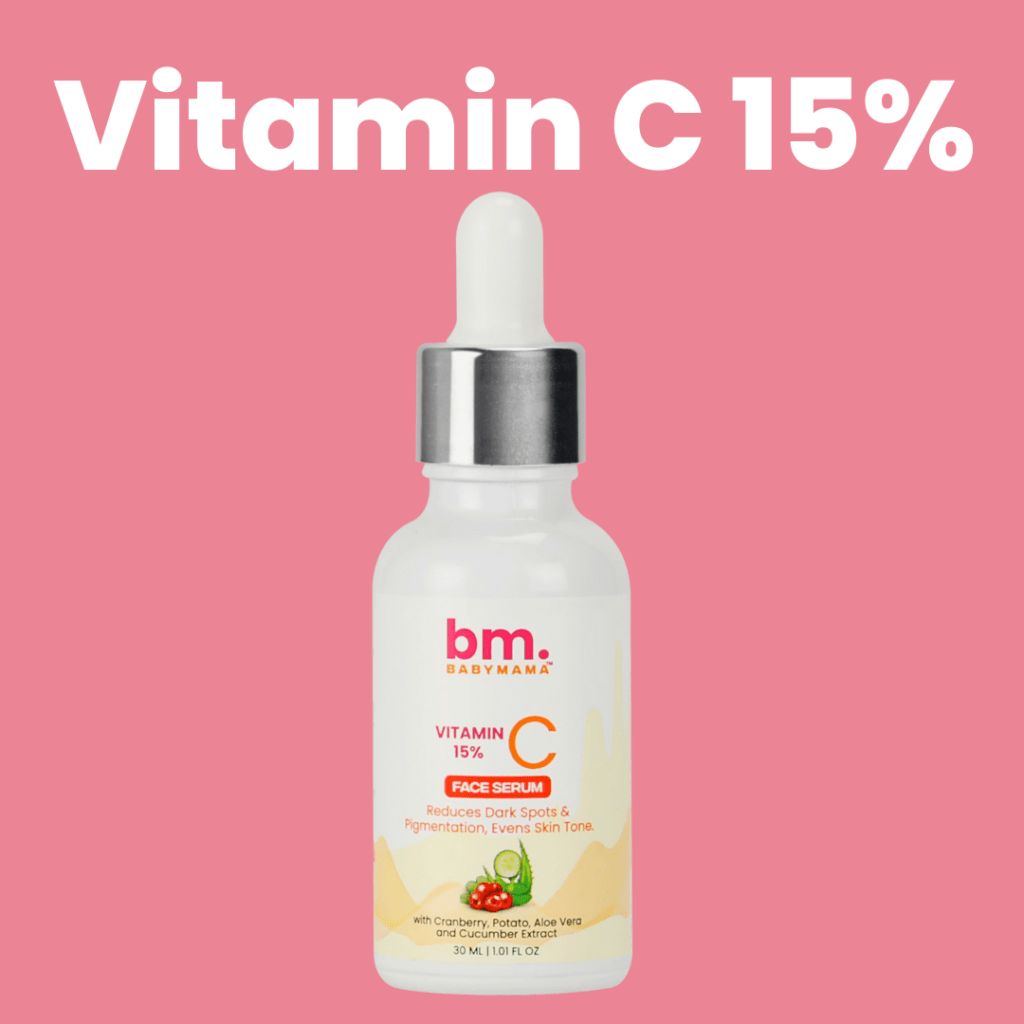 Vitamin C 15%
bm.
BABYMAMA™
VITAMIN C
15%
FACE SERUM
Reduces Dark Spots &
Pigmentation, Evens Skin Tone.
with Cranberry, Potato, Aloe Vera
and Cucumber Extract
30 ML | 1.01 FL OZ